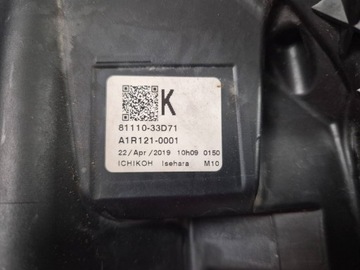 K
81110-33D71
A1R121-0001
22/Apr/2019 10h09 0150
ICHIKOH Isehara M10